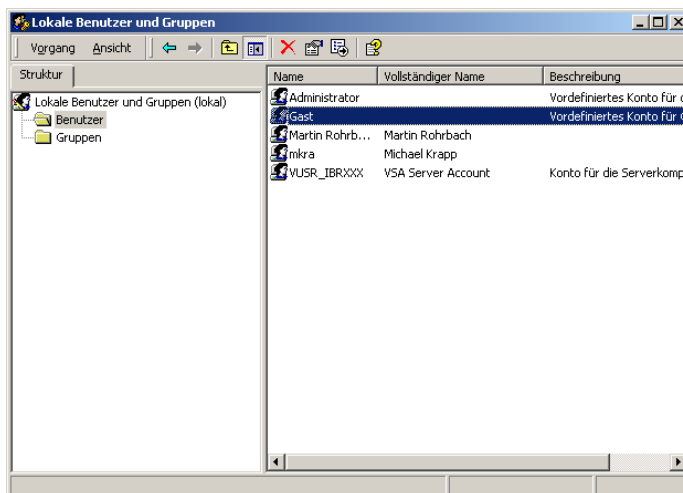 Lokale Benutzer und Gruppen
Vorgang Ansicht
Struktur
Name Vollständiger Name Beschreibung
Lokale Benutzer und Gruppen (lokal)
Benutzer
Gruppen
Administrator Vordefiniertes Konto für
Gast Vordefiniertes Konto für
Martin Rohrb... Martin Rohrbach
mkra Michael Krapp
VUSR_IBRXXX VSA Server Account Konto für die Serverkomp